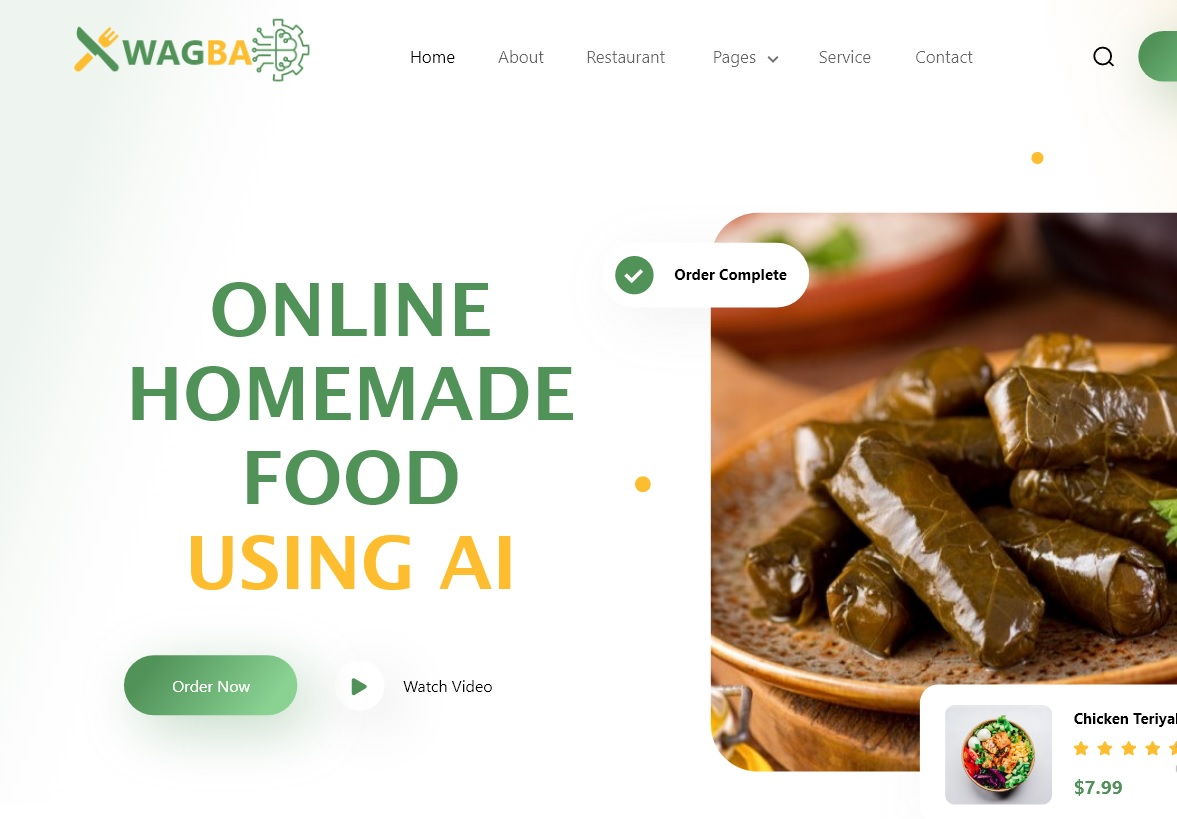 WAGBA
Home About Restaurant Pages Service Contact
Order Complete
ONLINE
HOMEMADE
FOOD
USING AI
Order Now
Watch Video
Chicken
$7.99